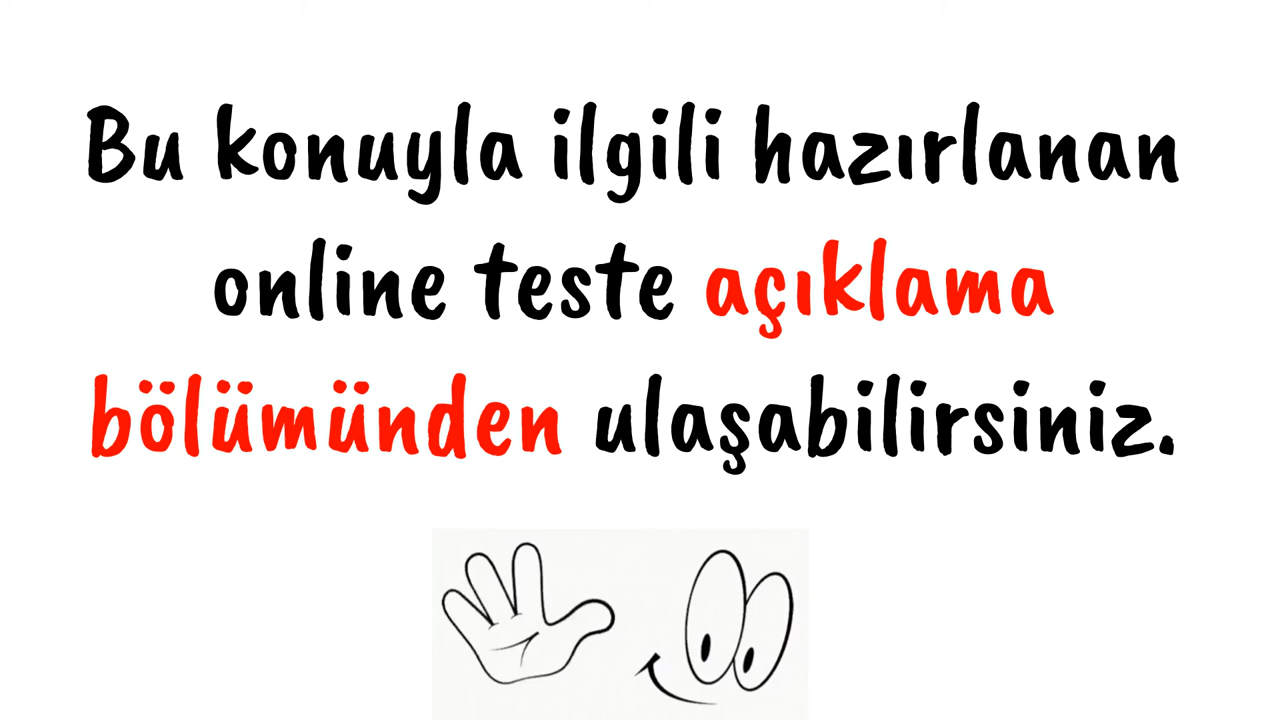 Bu konuyla ilgili hazırlanan
online teste açıklama
bölümünden ulaşabilirsiniz.